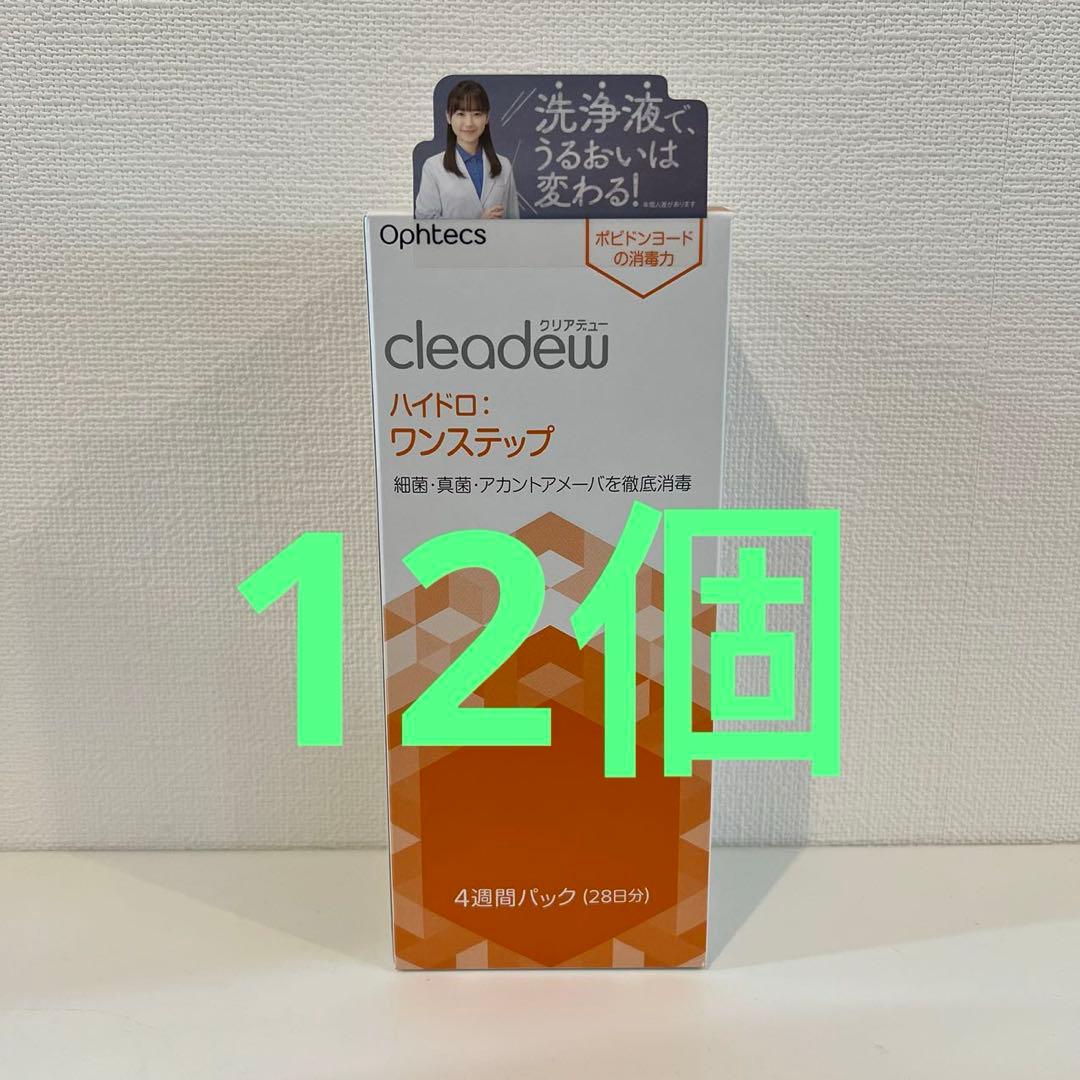 洗浄液で、
うるおいは
変わる!
※個人差があります
Ophtecs
ポビドンヨード
の消毒力
クリアデュー
cleadew
ハイドロ:
ワンステップ
細菌・真菌・アカントアメーバを徹底消毒
12個
4週間パック (28日分)